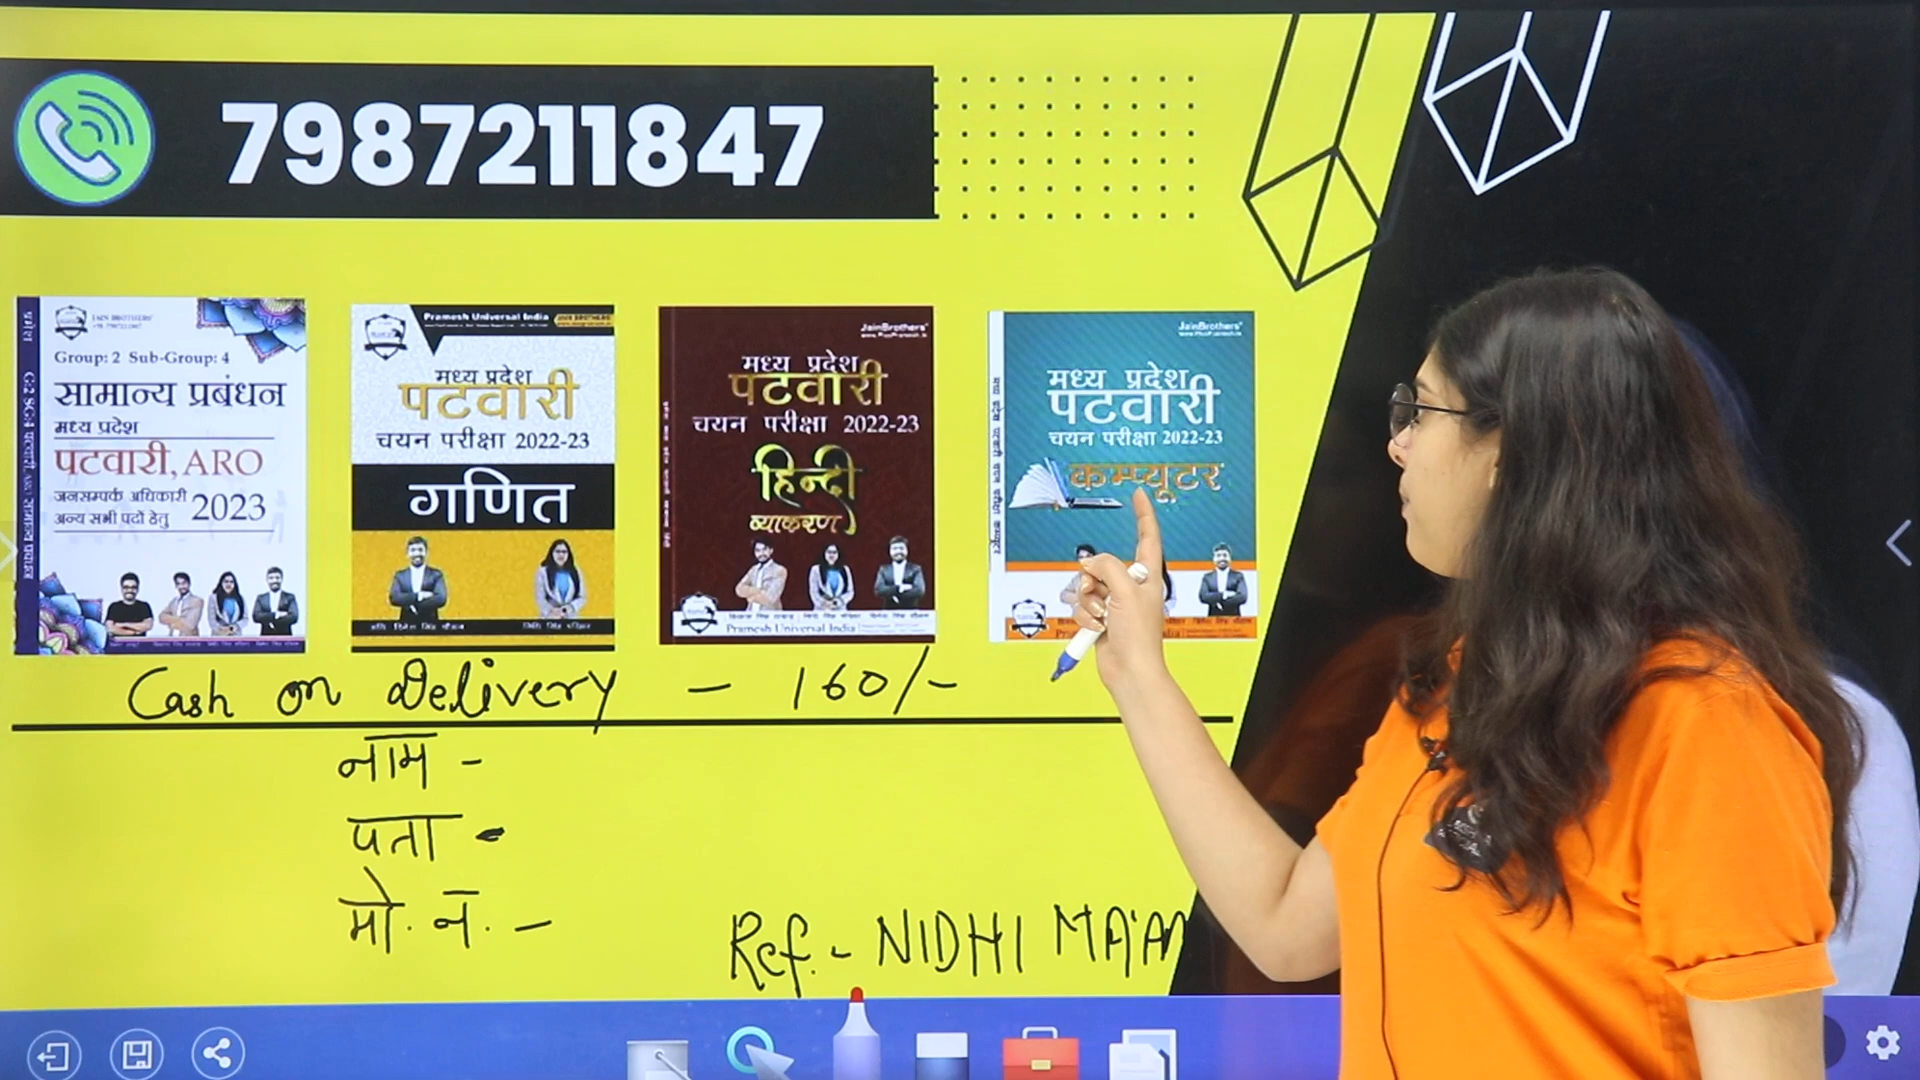 7987211847
JAIN BROTHERS
Group: 2 Sub-Group: 4
सामान्य प्रबंधन
मध्य प्रदेश
पटवारी, ARO
जनसम्पर्क अधिकारी
अन्य सभी पदों हेतु
2023
Pramesh Universal India
मध्य प्रदेश
पटवारी
चयन परीक्षा 2022-23
गणित
JainBrothers
मध्य प्रदेश
पटवारी
चयन परीक्षा 2022-23
हिन्दी
व्याकरण
Pramesh Universal India
JainBrothers
मध्य प्रदेश
पटवारी
चयन परीक्षा 2022-23
कम्प्यूटर
Cash on Delivery - 160/-
नाम -
पता -
मो. न. -
Ref. - NIDHI MA'AM